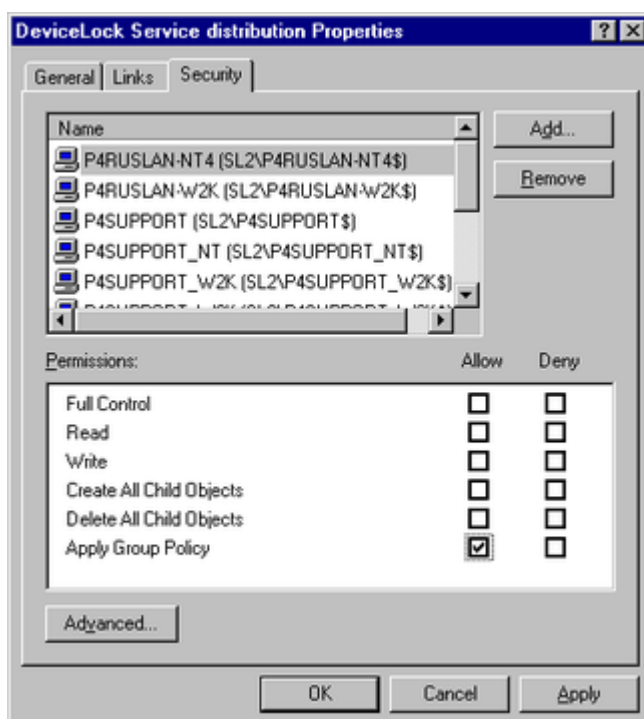 DeviceLock Service distribution Properties
General Links Security
Name
Add...
P4RUSLAN-NT4 (SL2\P4RUSLAN-NT4$)
P4RUSLAN-W2K (SL2\P4RUSLAN-W2K$)
Remove
P4SUPPORT (SL2\P4SUPPORT$)
P4SUPPORT_NT (SL2\P4SUPPORT_NT$)
P4SUPPORT_W2K (SL2\P4SUPPORT_W2K$)
Permissions: Allow Deny
Full Control
Read
Write
Create All Child Objects
Delete All Child Objects
Apply Group Policy
Advanced...
OK Cancel Apply